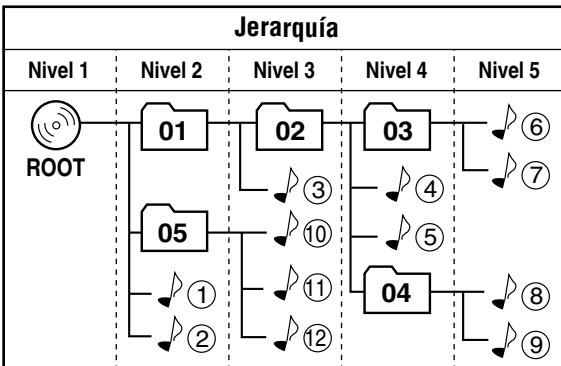 Jerarquía
Nivel 1 Nivel 2 Nivel 3 Nivel 4 Nivel 5
01 02 03 ⑥
ROOT
③ ④ ⑦
05 ⑩ ⑤
① ⑪ 04 ⑧
② ⑫ ⑨